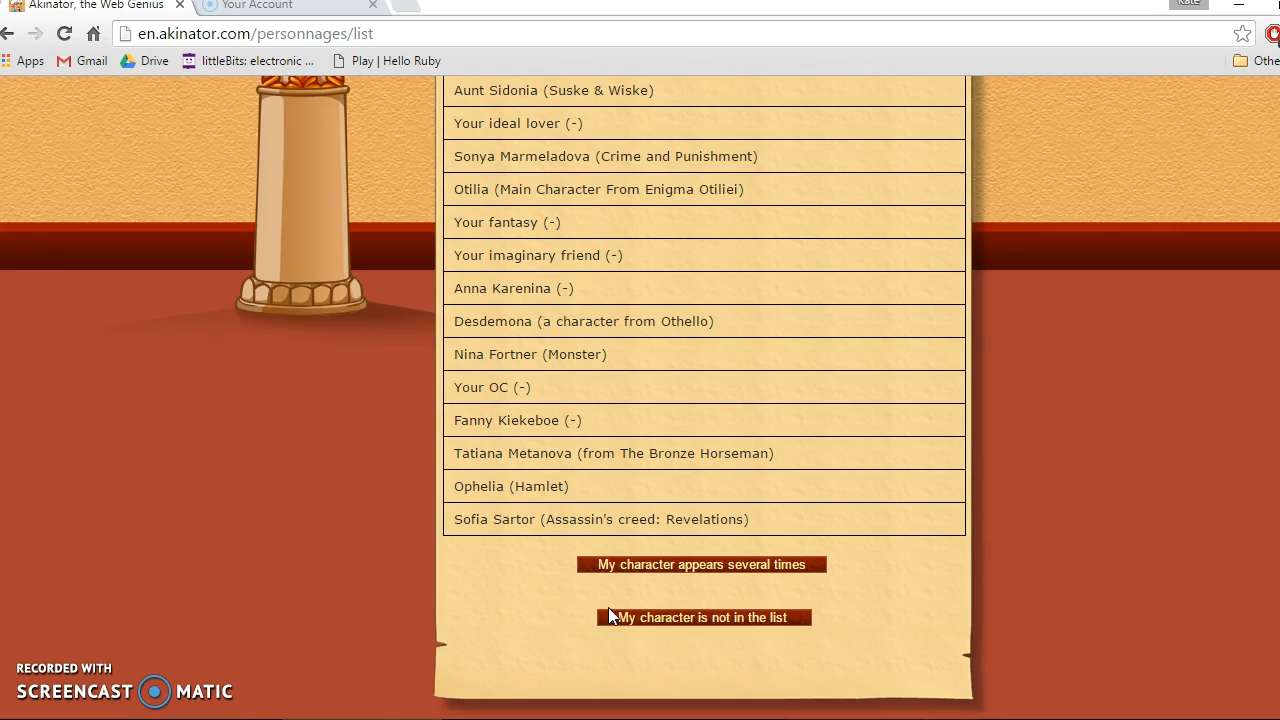 Akinator, the Web Genius
Your Account
Kate
en.akinator.com/personnages/list
Apps
Gmail
Drive
littleBits: electronic ...
Play | Hello Ruby
Othe
Aunt Sidonia (Suske & Wiske)
Your ideal lover (-)
Sonya Marmeladova (Crime and Punishment)
Otilia (Main Character From Enigma Otiliei)
Your fantasy (-)
Your imaginary friend (-)
Anna Karenina (-)
Desdemona (a character from Othello)
Nina Fortner (Monster)
Your OC (-)
Fanny Kiekeboe (-)
Tatiana Metanova (from The Bronze Horseman)
Ophelia (Hamlet)
Sofia Sartor (Assassin's creed: Revelations)
My character appears several times
My character is not in the list
RECORDED WITH
SCREENCAST MATIC